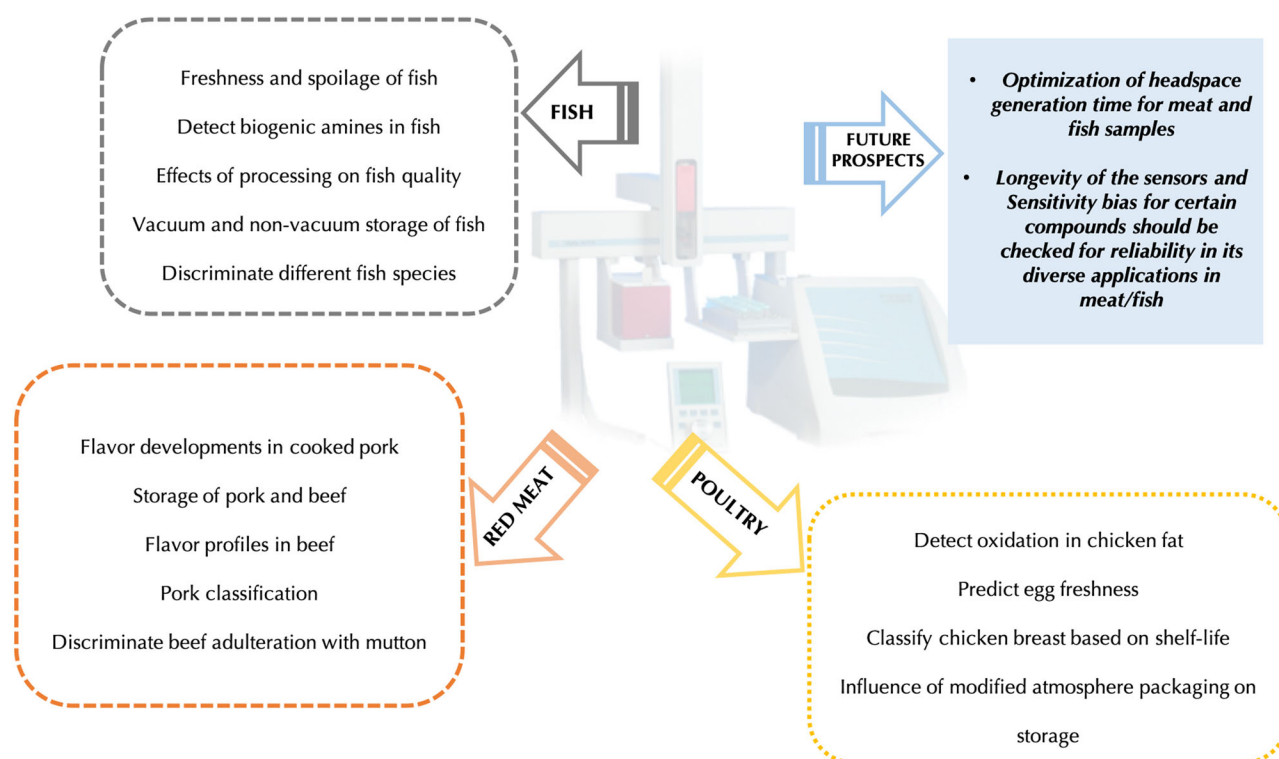 Freshness and spoilage of fish
Detect biogenic amines in fish
Effects of processing on fish quality
Vacuum and non-vacuum storage of fish
Discriminate different fish species
FISH
FUTURE
PROSPECTS
• Optimization of headspace
generation time for meat and
fish samples
• Longevity of the sensors and
Sensitivity bias for certain
compounds should be
checked for reliability in its
diverse applications in
meat/fish
Flavor developments in cooked pork
Storage of pork and beef
Flavor profiles in beef
Pork classification
Discriminate beef adulteration with mutton
RED MEAT
POULTRY
Detect oxidation in chicken fat
Predict egg freshness
Classify chicken breast based on shelf-life
Influence of modified atmosphere packaging on
storage